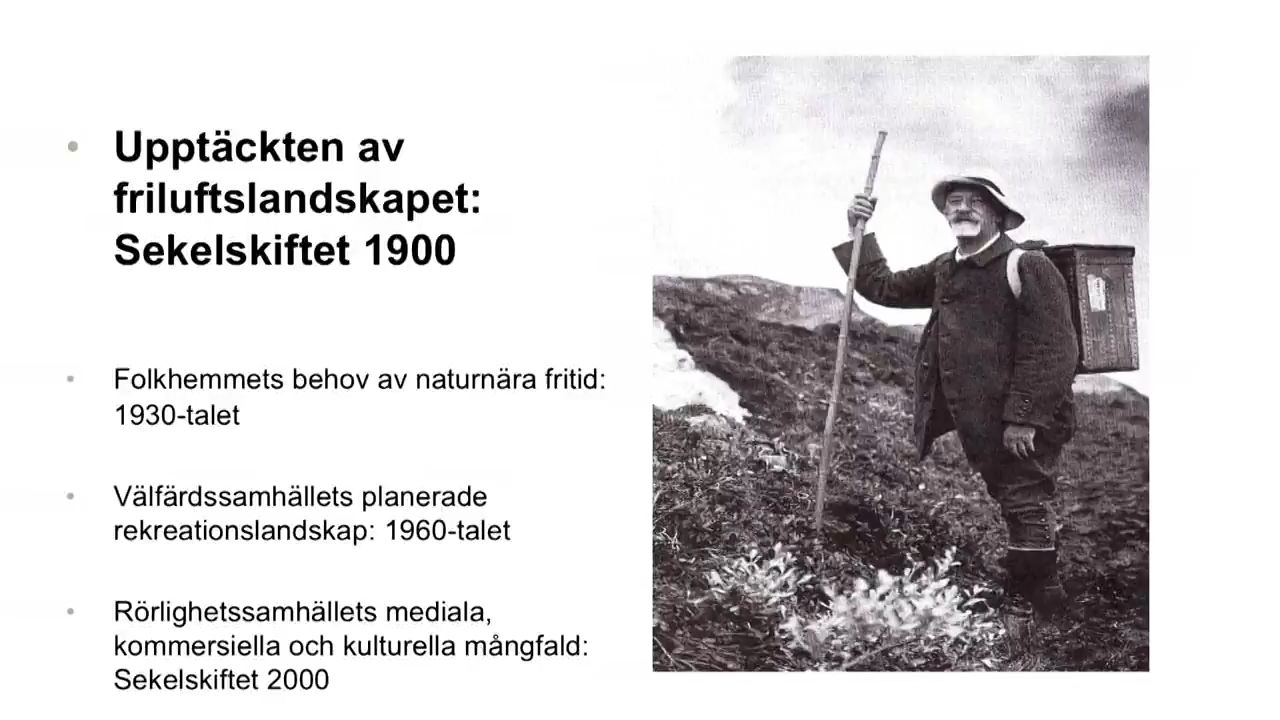 • Upptäckten av
friluftslandskapet:
Sekelskiftet 1900
• Folkhemmets behov av naturnära fritid:
1930-talet
• Välfärdssamhällets planerade
rekreationslandskap: 1960-talet
• Rörlighetssamhällets mediala,
kommersiella och kulturella mångfald:
Sekelskiftet 2000